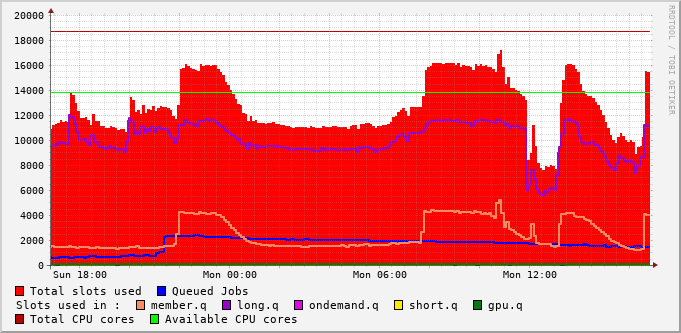 20000
18000
16000
14000
12000
10000
8000
6000
4000
2000
0
Sun 18:00 Mon 00:00 Mon 06:00 Mon 12:00
RRDTOOL / TOBI OETIKER
Total slots used Queued Jobs
Slots used in : member.q long.q ondemand.q short.q gpu.q
Total CPU cores Available CPU cores